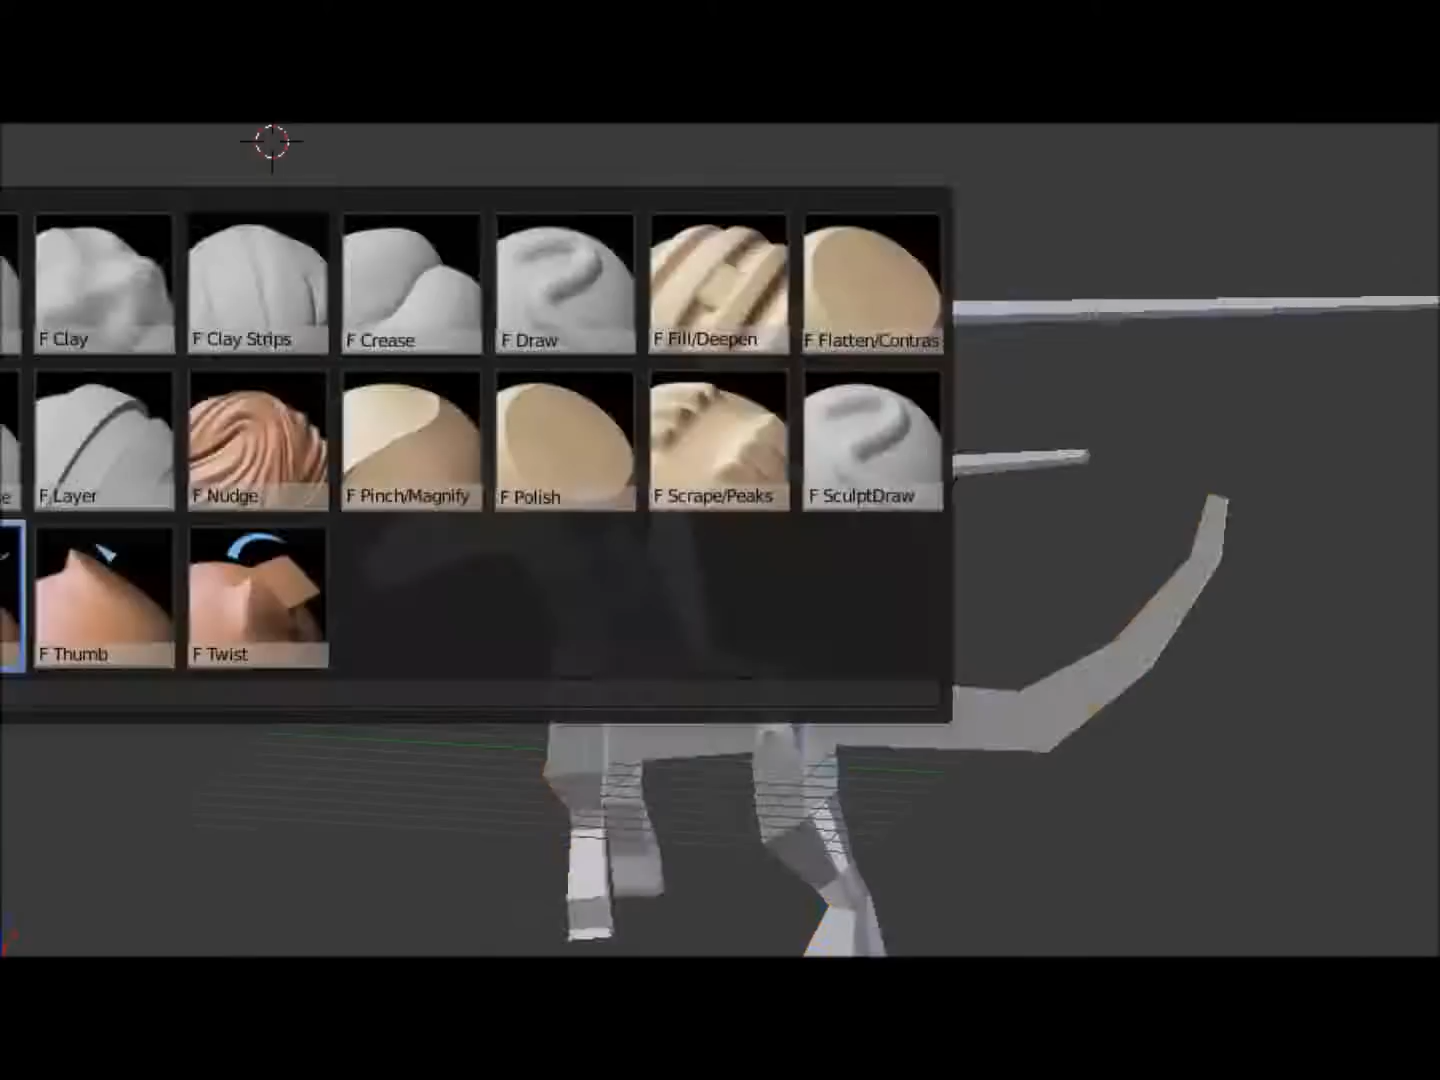 F Clay
F Clay Strips
F Crease
F Draw
F Fill/Deepen
F Flatten/Contras
e
F Layer
F Nudge
F Pinch/Magnify
F Polish
F Scrape/Peaks
F SculptDraw
F Thumb
F Twist